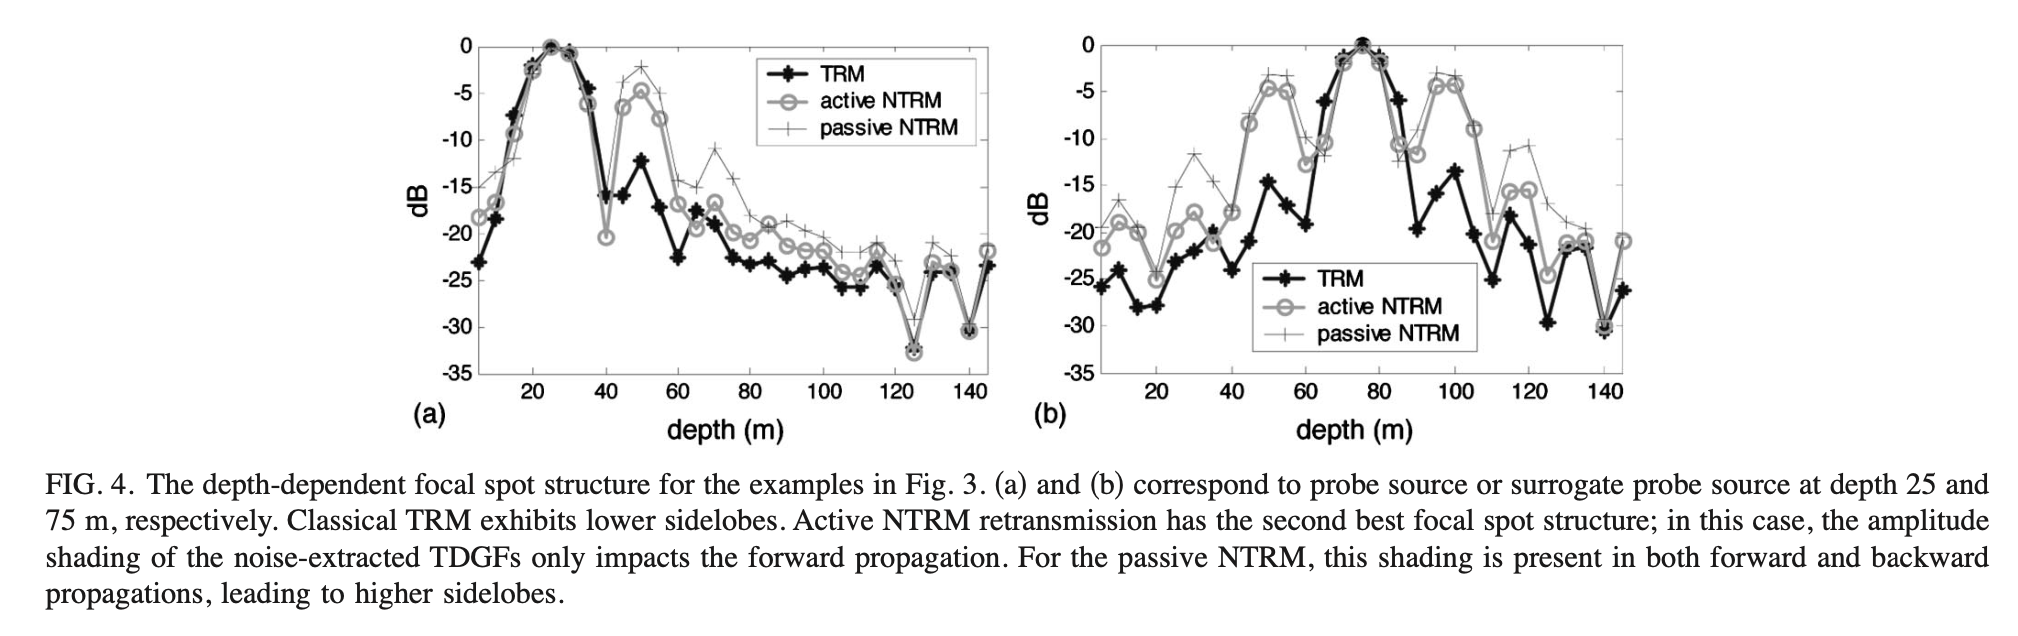 0
-5
-10
-15
-20
-25
-30
-35
dB
20 40 60 80 100 120 140
depth (m)
(a)
TRM
active NTRM
passive NTRM
0
-5
-10
-15
-20
-25
-30
-35
dB
20 40 60 80 100 120 140
depth (m)
(b)
TRM
active NTRM
passive NTRM
FIG. 4. The depth-dependent focal spot structure for the examples in Fig. 3. (a) and (b) correspond to probe source or surrogate probe source at depth 25 and
75 m, respectively. Classical TRM exhibits lower sidelobes. Active NTRM retransmission has the second best focal spot structure; in this case, the amplitude
shading of the noise-extracted TDGFs only impacts the forward propagation. For the passive NTRM, this shading is present in both forward and backward
propagations, leading to higher sidelobes.